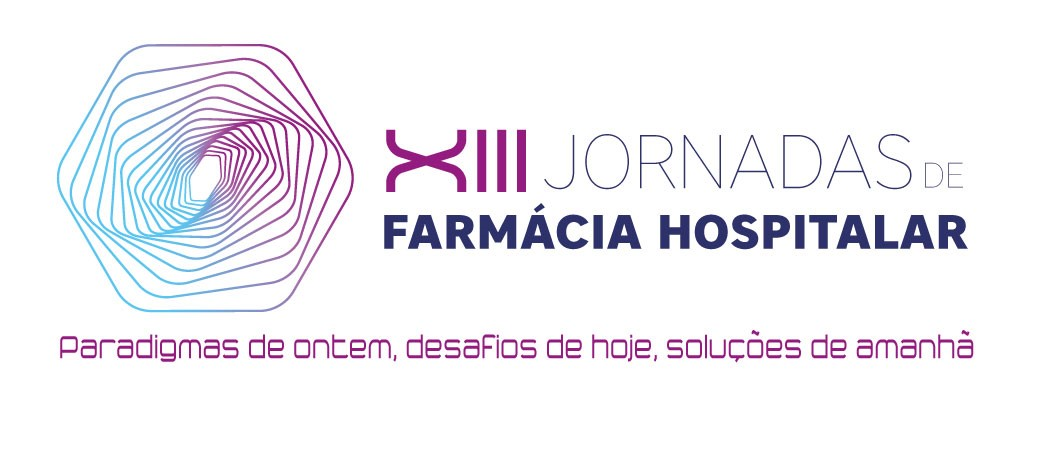 XIII JORNADAS DE
FARMÁCIA HOSPITALAR
Paradigmas de ontem, desafios de hoje, soluções de amanhã